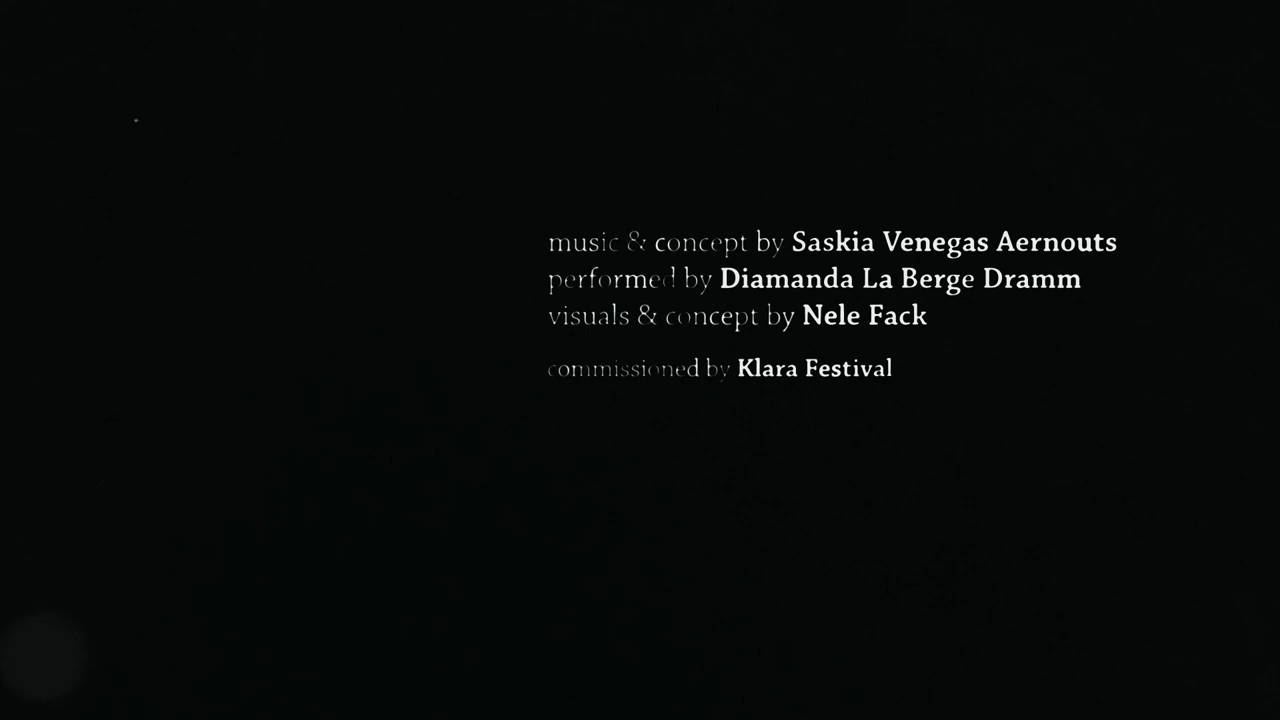 music & concept by Saskia Venegas Aernouts
performed by Diamanda La Berge Dramm
visuals & concept by Nele Fack
commissioned by Klara Festival